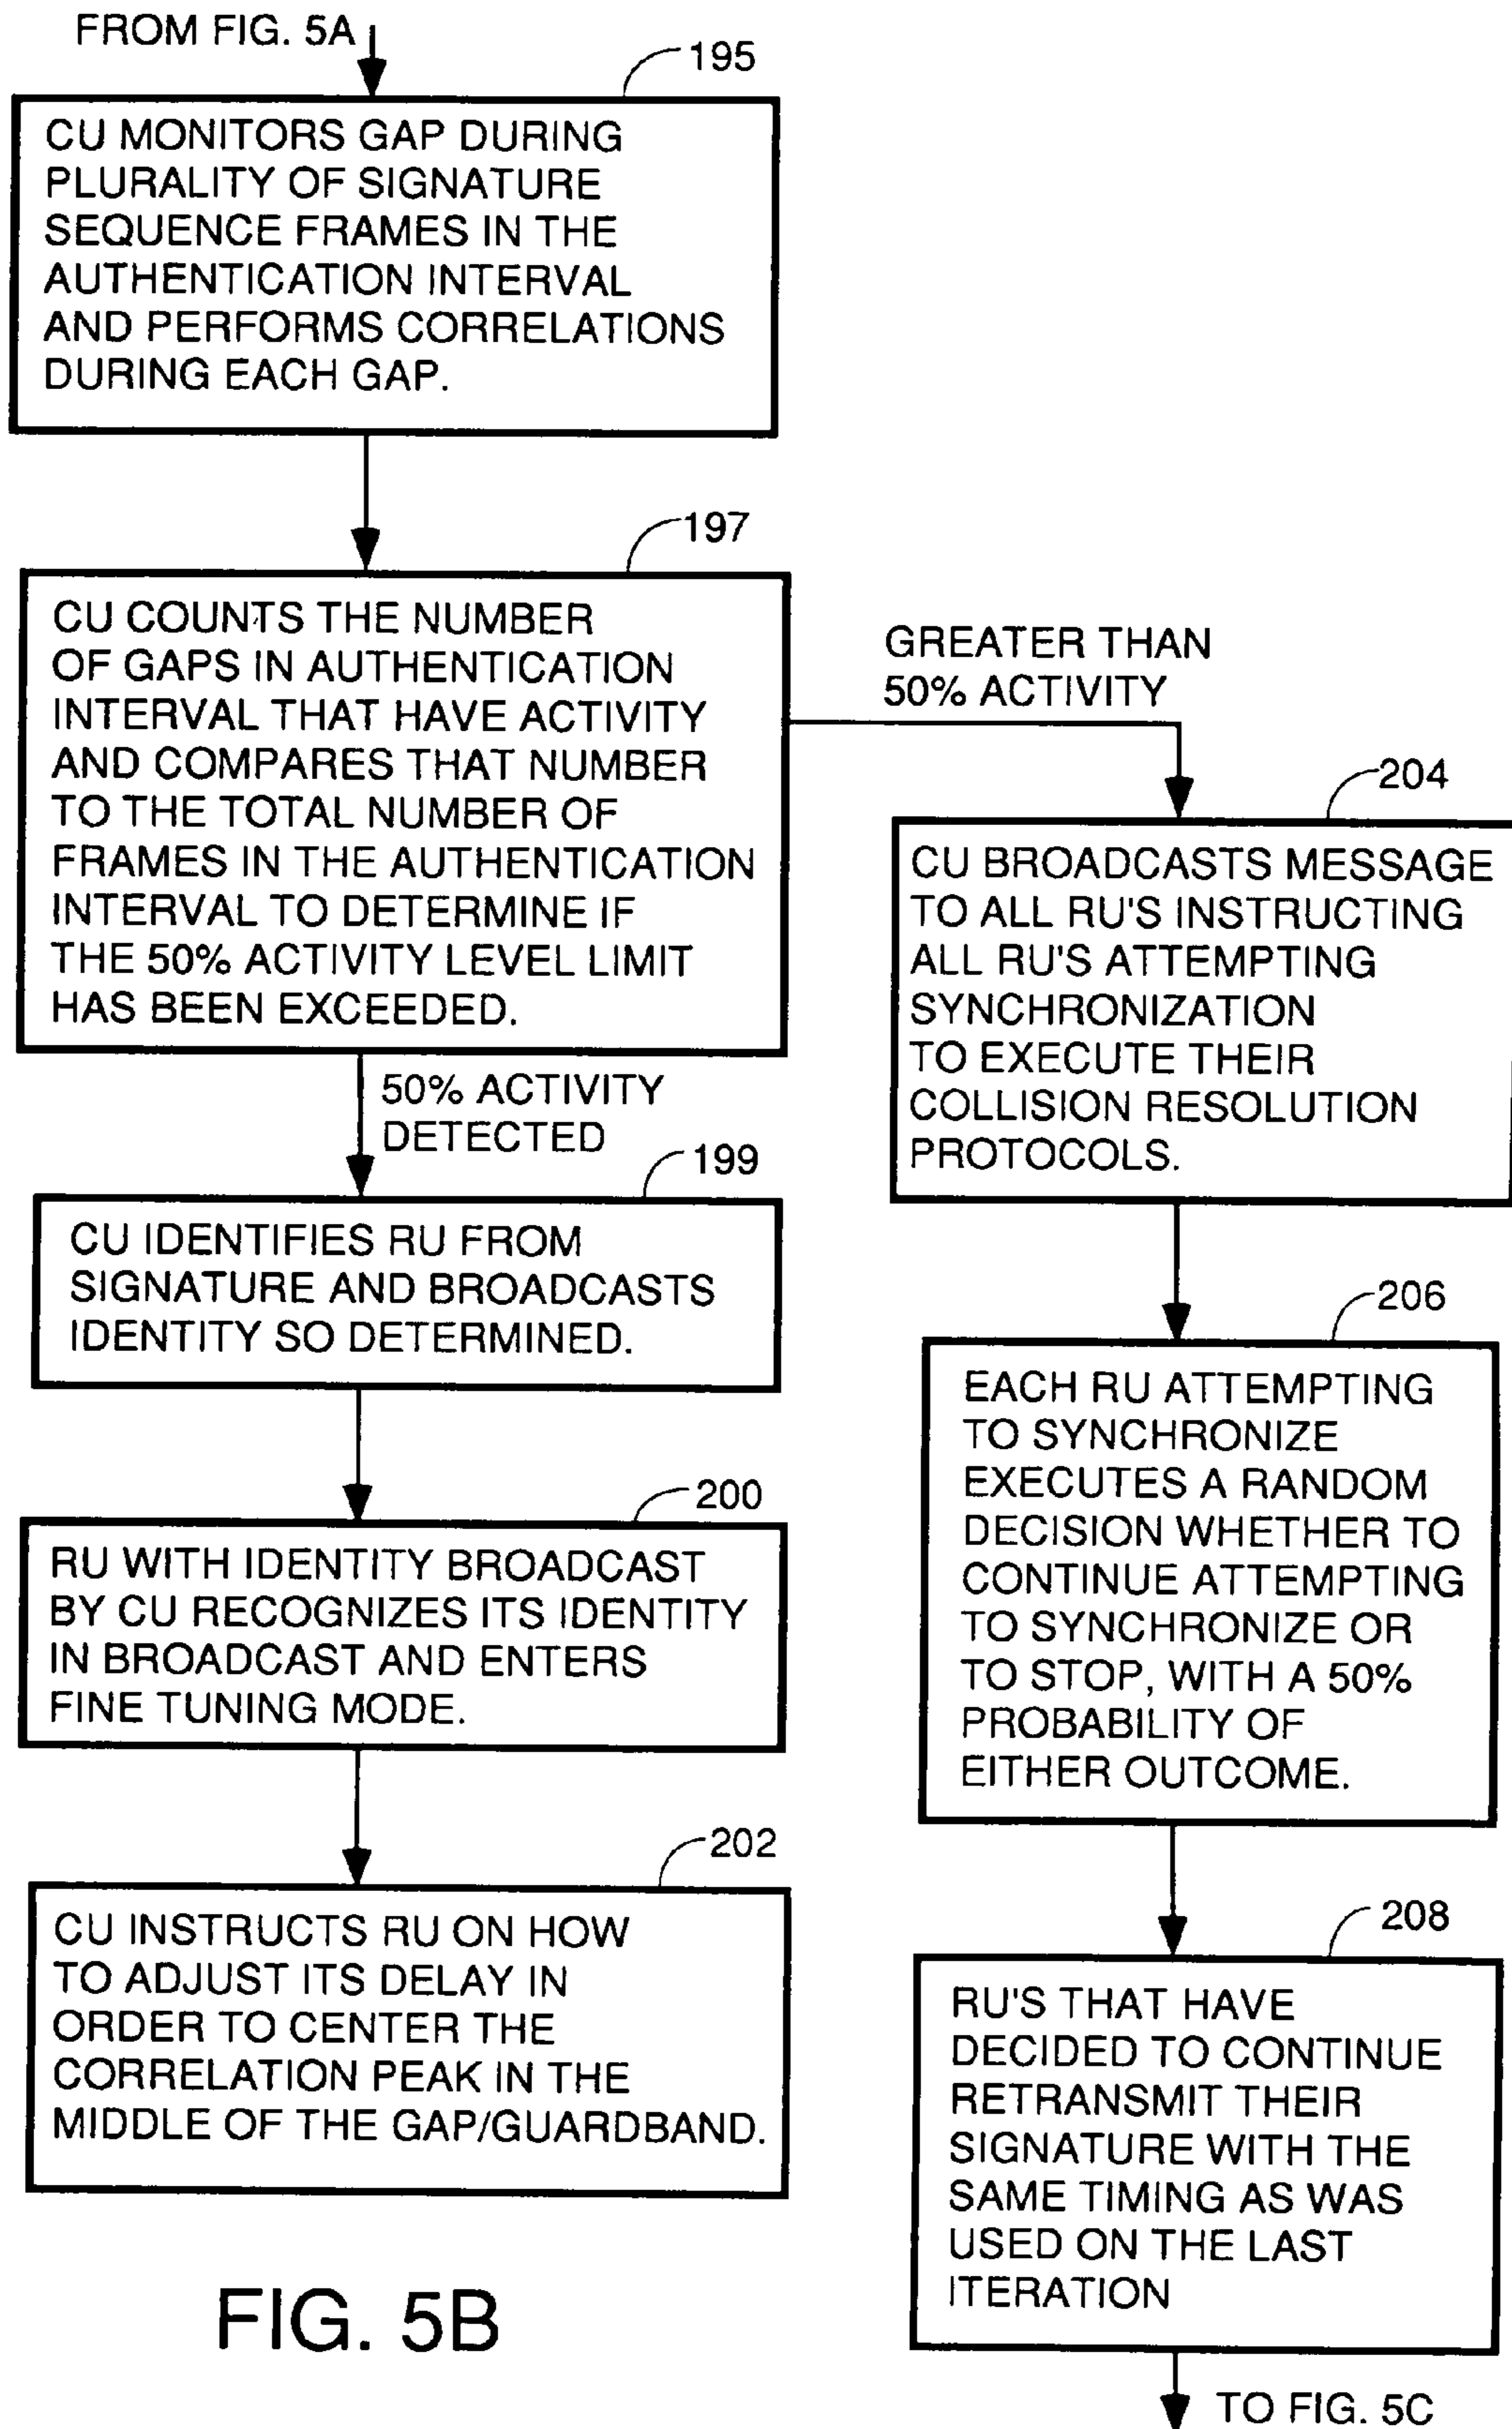 FROM FIG. 5A
195
CU MONITORS GAP DURING
PLURALITY OF SIGNATURE
SEQUENCE FRAMES IN THE
AUTHENTICATION INTERVAL
AND PERFORMS CORRELATIONS
DURING EACH GAP.
197
CU COUNTS THE NUMBER
OF GAPS IN AUTHENTICATION
INTERVAL THAT HAVE ACTIVITY
AND COMPARES THAT NUMBER
TO THE TOTAL NUMBER OF
FRAMES IN THE AUTHENTICATION
INTERVAL TO DETERMINE IF
THE 50% ACTIVITY LEVEL LIMIT
HAS BEEN EXCEEDED.
50% ACTIVITY
DETECTED
199
CU IDENTIFIES RU FROM
SIGNATURE AND BROADCASTS
IDENTITY SO DETERMINED.
200
RU WITH IDENTITY BROADCAST
BY CU RECOGNIZES ITS IDENTITY
IN BROADCAST AND ENTERS
FINE TUNING MODE.
202
CU INSTRUCTS RU ON HOW
TO ADJUST ITS DELAY IN
ORDER TO CENTER THE
CORRELATION PEAK IN THE
MIDDLE OF THE GAP/GUARDBAND.
GREATER THAN
50% ACTIVITY
204
CU BROADCASTS MESSAGE
TO ALL RU'S INSTRUCTING
ALL RU'S ATTEMPTING
SYNCHRONIZATION
TO EXECUTE THEIR
COLLISION RESOLUTION
PROTOCOLS.
206
EACH RU ATTEMPTING
TO SYNCHRONIZE
EXECUTES A RANDOM
DECISION WHETHER TO
CONTINUE ATTEMPTING
TO SYNCHRONIZE OR
TO STOP, WITH A 50%
PROBABILITY OF
EITHER OUTCOME.
208
RU'S THAT HAVE
DECIDED TO CONTINUE
RETRANSMIT THEIR
SIGNATURE WITH THE
SAME TIMING AS WAS
USED ON THE LAST
ITERATION
TO FIG. 5C
FIG. 5B